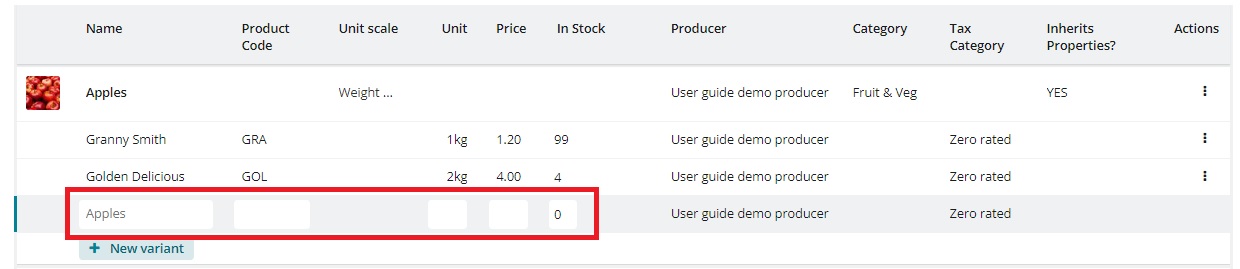 Name Product Code Unit scale Unit Price In Stock Producer Category Tax Category Inherits Properties? Actions
Apples Weight ... User guide demo producer Fruit & Veg YES
Granny Smith GRA 1kg 1.20 99 User guide demo producer Zero rated
Golden Delicious GOL 2kg 4.00 4 User guide demo producer Zero rated
Apples 0 User guide demo producer Zero rated
+ New variant